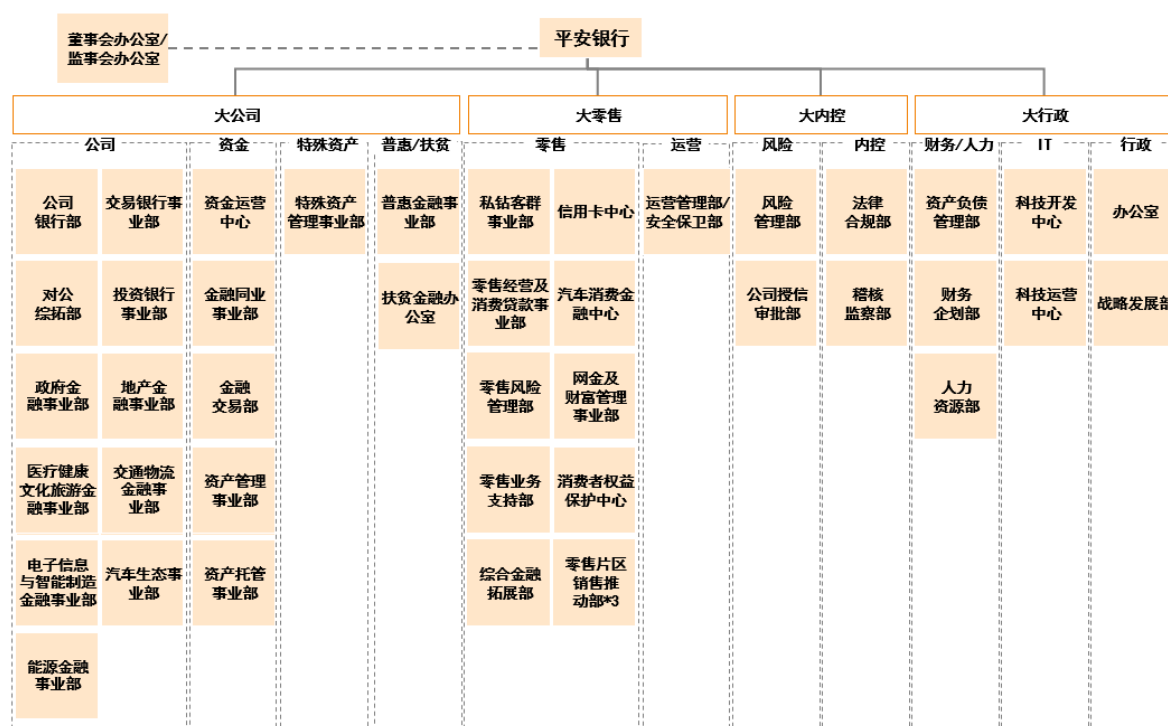 董事会办公室/
监事会办公室
平安银行
大公司
大零售
大内控
大行政
公司
资金
特殊资产
普惠/扶贫
零售
运营
风险
内控
财务/人力
IT
行政
公司
银行部
交易银行事
业部
资金运营
中心
特殊资产
管理事业部
普惠金融事
业部
私钻客群
事业部
信用卡中心
运营管理部/
安全保卫部
风险
管理部
法律
合规部
资产负债
管理部
科技开发
中心
办公室
对公
综拓部
投资银行
事业部
金融同业
事业部
扶贫金融办
公室
零售经营及
消费贷款事
业部
汽车消费金
融中心
公司授信
审批部
稽核
监察部
财务
企划部
科技运营
中心
战略发展部
政府金
融事业部
地产金
融事业部
金融
交易部
零售风险
管理部
网金及
财富管理
事业部
人力
资源部
医疗健康
文化旅游金
融事业部
交通物流
金融事
业部
资产管理
事业部
零售业务
支持部
消费者权益
保护中心
电子信息
与智能制造
金融事业部
汽车生态事
业部
资产托管
事业部
综合金融
拓展部
零售片区
销售推
动部*3
能源金融
事业部